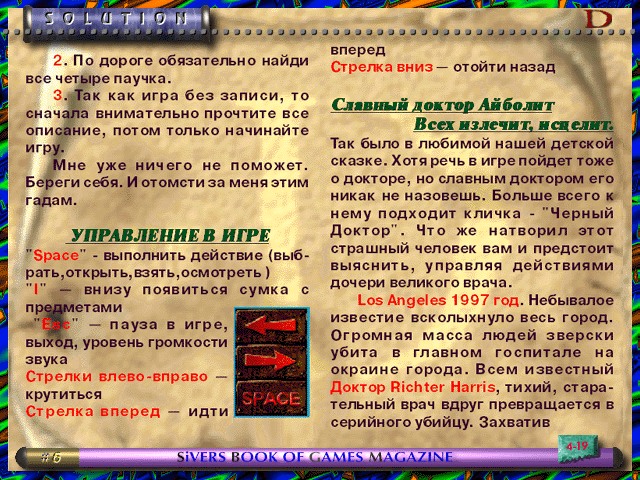 SOLUTION
D
2. По дороге обязательно найди
все четыре паучка.
3. Так как игра без записи, то
сначала внимательно прочтите все
описание, потом только начинайте
игру.
Мне уже ничего не поможет.
Береги себя. И отомсти за меня этим
гадам.
УПРАВЛЕНИЕ В ИГРЕ
"Space" - выполнить действие (выб-
рать,открыть,взять,осмотреть )
"I" — внизу появиться сумка с
предметами
"Esc" — пауза в игре,
выход, уровень громкости
звука
Стрелки влево-вправо —
крутиться
Стрелка вперед — идти
SPACE
вперед
Стрелка вниз — отойти назад
Славный доктор Айболит
Всех излечит, исцелит.
Так было в любимой нашей детской
сказке. Хотя речь в игре пойдет тоже
о докторе, но славным доктором его
никак не назовешь. Больше всего к
нему подходит кличка - "Черный
Доктор". Что же натворил этот
страшный человек вам и предстоит
выяснить, управляя действиями
дочери великого врача.
Los Angeles 1997 год. Небывалое
известие всколыхнуло весь город.
Огромная масса людей зверски
убита в главном госпитале на
окраине города. Всем известный
Доктор Richter Harris, тихий, стара-
тельный врач вдруг превращается в
серийного убийцу. Захватив
#6
SiVERS BOOK OF GAMES MAGAZINE
4-19